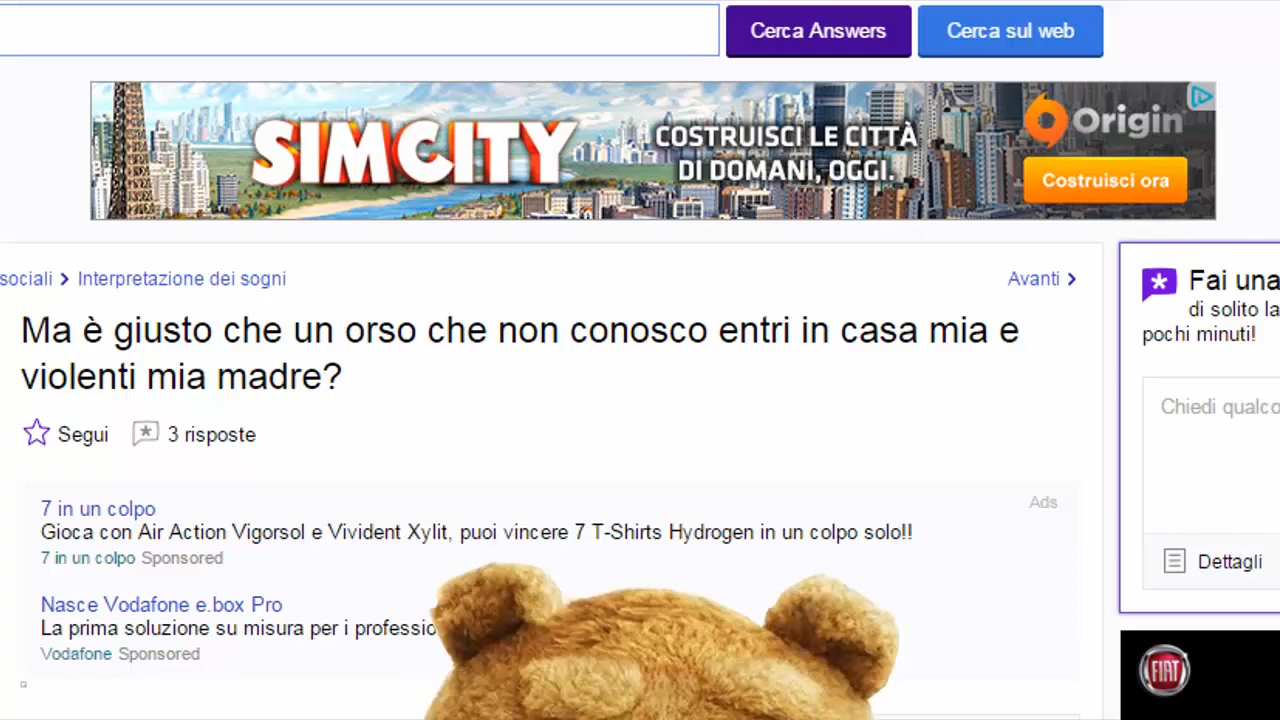 Cerca Answers
Cerca sul web
SIMCITY
COSTRUISCI LE CITTÀ
DI DOMANI, OGGI.
Origin
Costruisci ora
sociali > Interpretazione dei sogni
Avanti >
Ma è giusto che un orso che non conosco entri in casa mia e
violenti mia madre?
Segui
3 risposte
7 in un colpo
Ads
Gioca con Air Action Vigorsol e Vivident Xylit, puoi vincere 7 T-Shirts Hydrogen in un colpo solo!!
7 in un colpo Sponsored
Nasce Vodafone e.box Pro
La prima soluzione su misura per i professio
Vodafone Sponsored
Fai una
di solito la
pochi minuti!
Chiedi qualco
Dettagli
FIAT